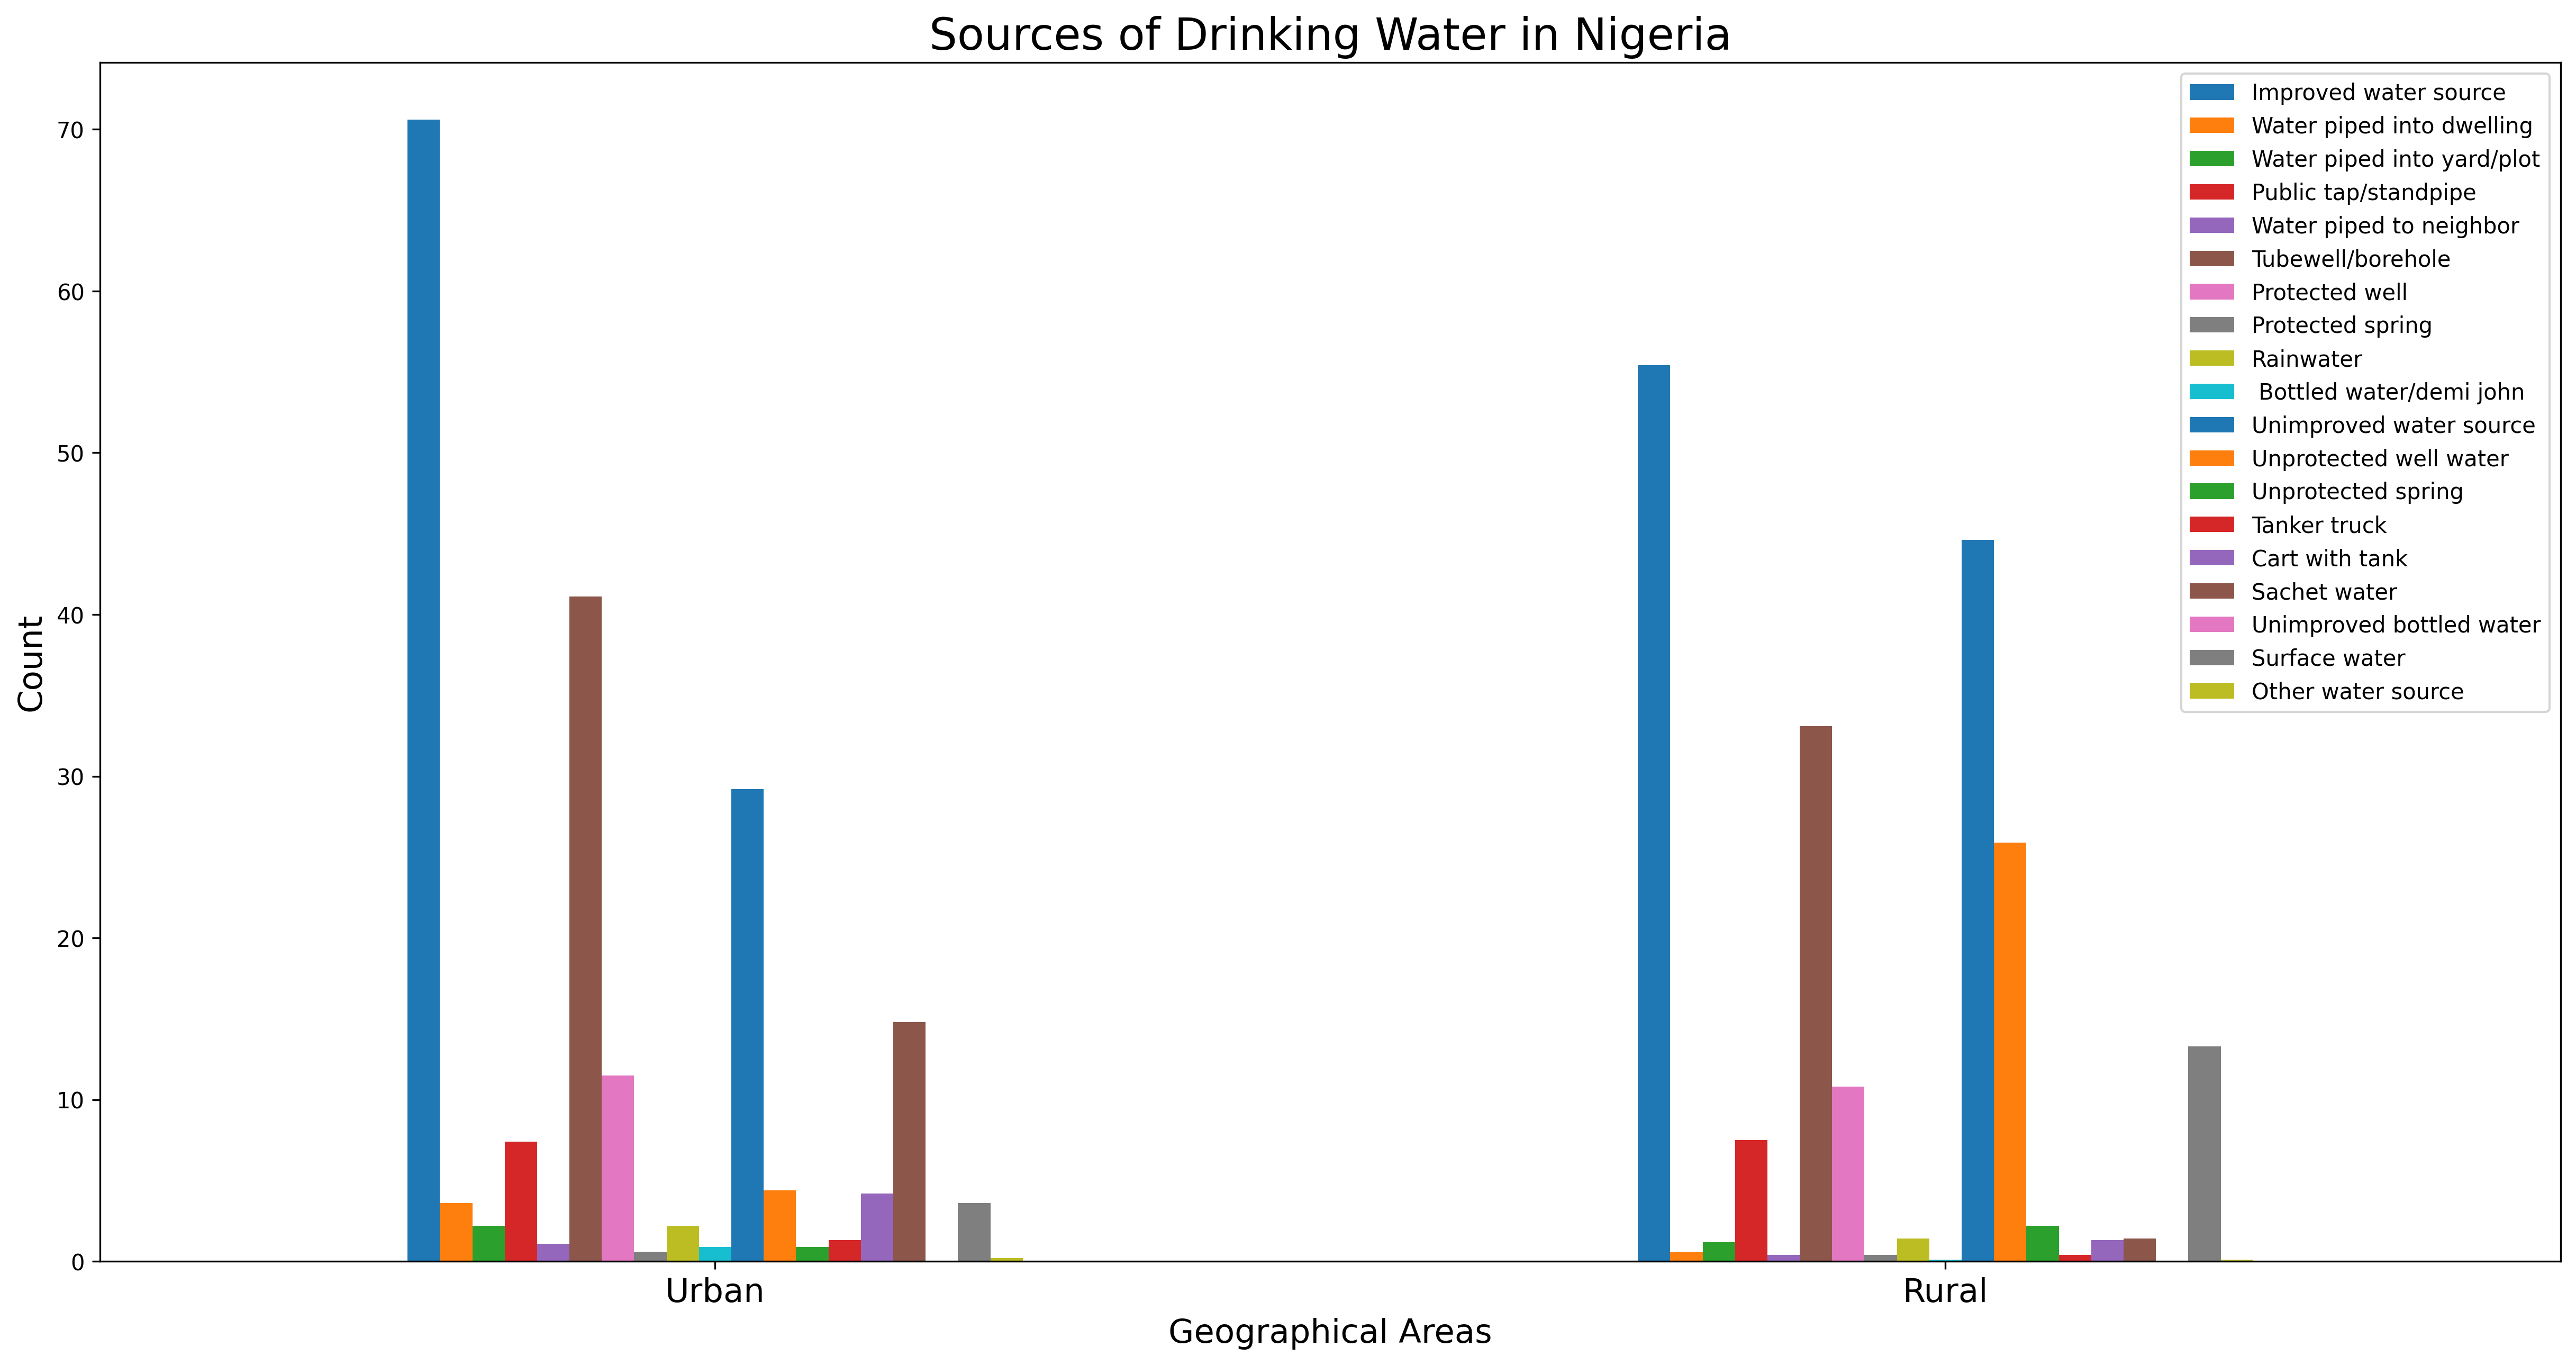 Sources of Drinking Water in Nigeria
Count
70
60
50
40
30
20
10
0
Improved water source
Water piped into dwelling
Water piped into yard/plot
Public tap/standpipe
Water piped to neighbor
Tubewell/borehole
Protected well
Protected spring
Rainwater
Bottled water/demi john
Unimproved water source
Unprotected well water
Unprotected spring
Tanker truck
Cart with tank
Sachet water
Unimproved bottled water
Surface water
Other water source
Urban
Rural
Geographical Areas